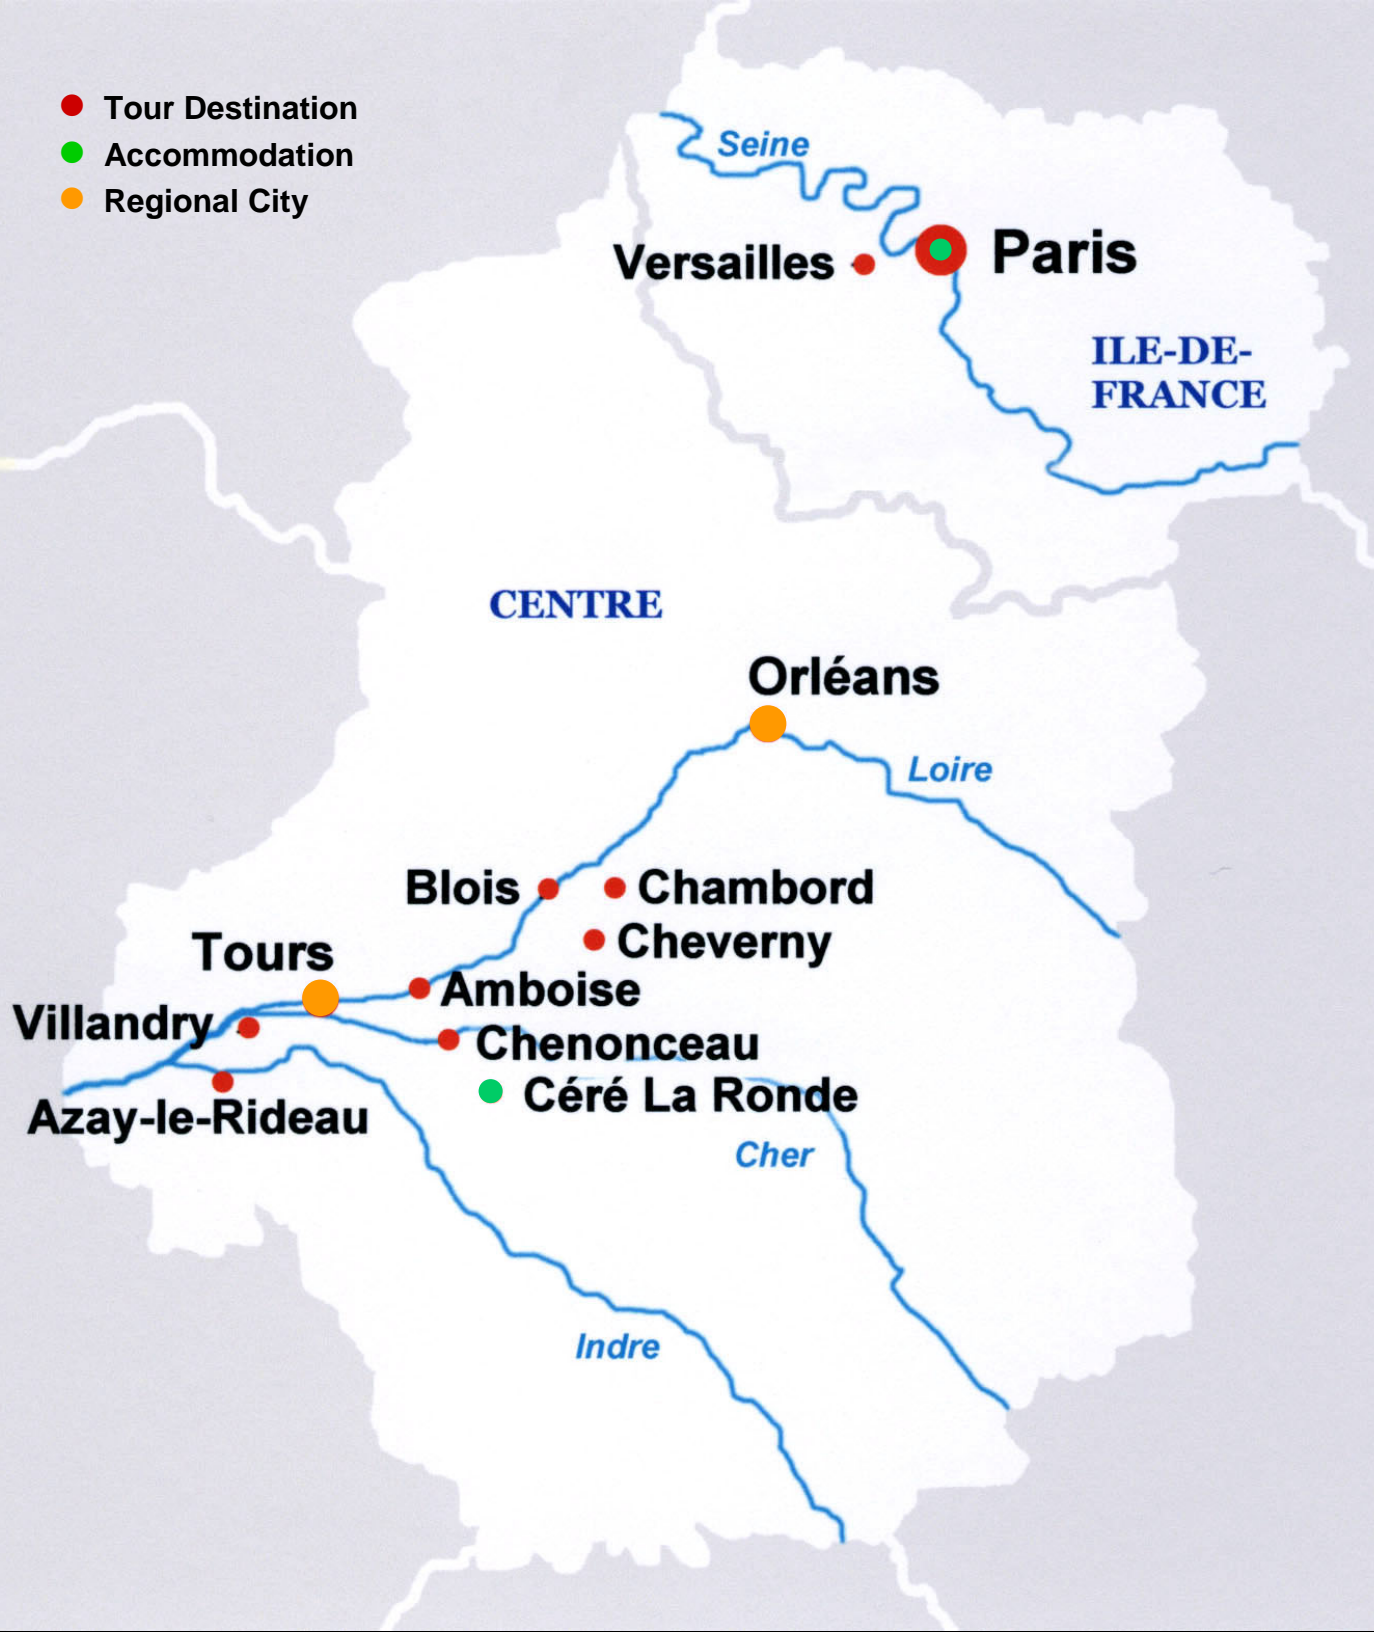 Tour Destination
Accommodation
Regional City
Seine
Versailles
Paris
ILE-DE-
FRANCE
CENTRE
Orléans
Loire
Blois
Chambord
Cheverny
Tours
Amboise
Villandry
Chenonceau
Céré La Ronde
Azay-le-Rideau
Cher
Indre